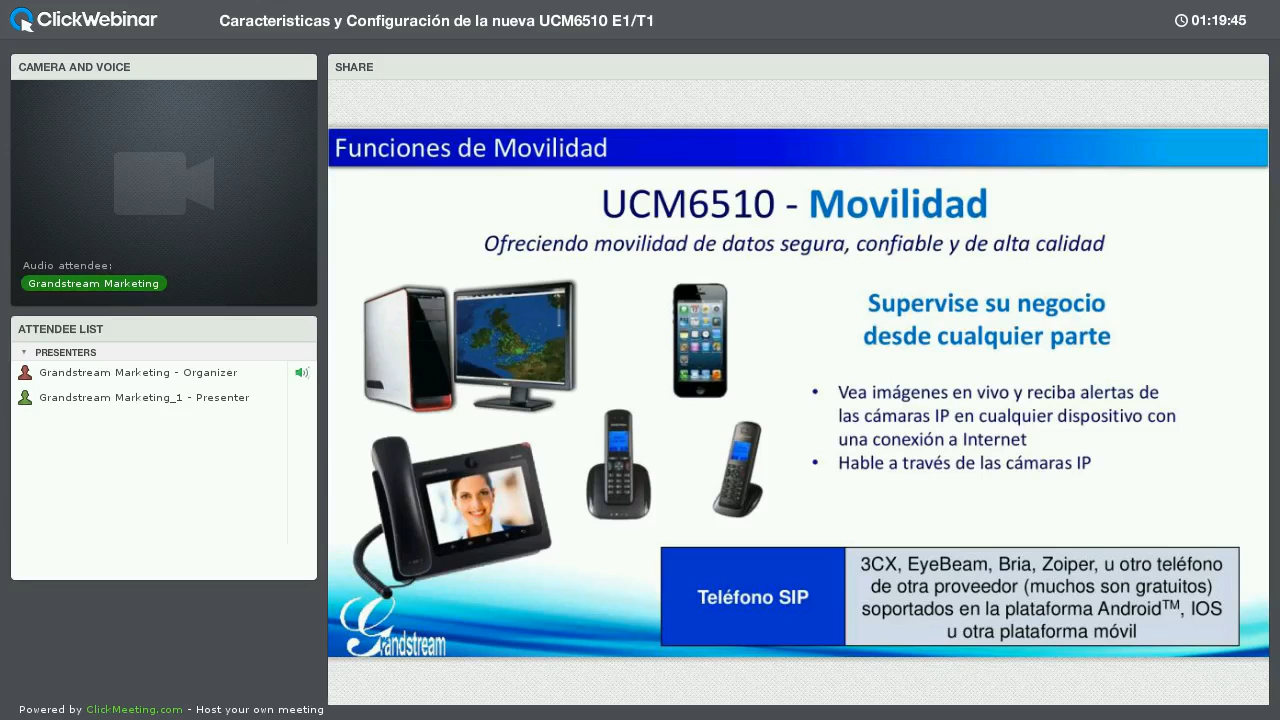 ClickWebinar
Caracteristicas y Configuración de la nueva UCM6510 E1/T1
01:19:45
CAMERA AND VOICE
Audio attendee:
Grandstream Marketing
ATTENDEE LIST
PRESENTERS
Grandstream Marketing - Organizer
Grandstream Marketing_1 - Presenter
SHARE
Funciones de Movilidad
UCM6510 - Movilidad
Ofreciendo movilidad de datos segura, confiable y de alta calidad
Supervise su negocio
desde cualquier parte
• Vea imágenes en vivo y reciba alertas de
las cámaras IP en cualquier dispositivo con
una conexión a Internet
• Hable a través de las cámaras IP
Teléfono SIP
3CX, EyeBeam, Bria, Zoiper, u otro teléfono
de otra proveedor (muchos son gratuitos)
soportados en la plataforma Android™, IOS
u otra plataforma móvil
Grandstream
Powered by ClickMeeting.com - Host your own meeting